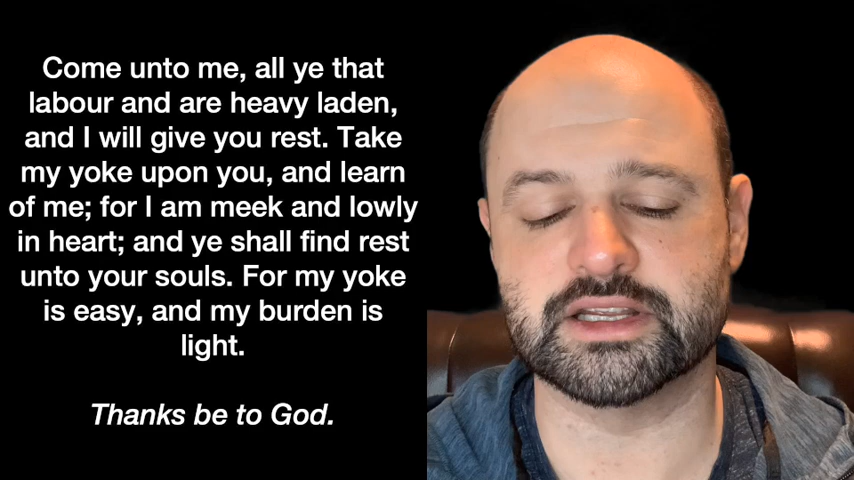 Come unto me, all ye that
labour and are heavy laden,
and I will give you rest. Take
my yoke upon you, and learn
of me; for I am meek and lowly
in heart; and ye shall find rest
unto your souls. For my yoke
is easy, and my burden is
light.
Thanks be to God.